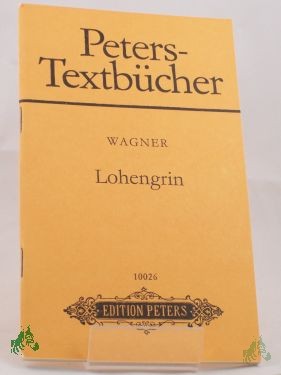 Peters-
Textbücher
WAGNER
Lohengrin
10026
EDITION PETERS